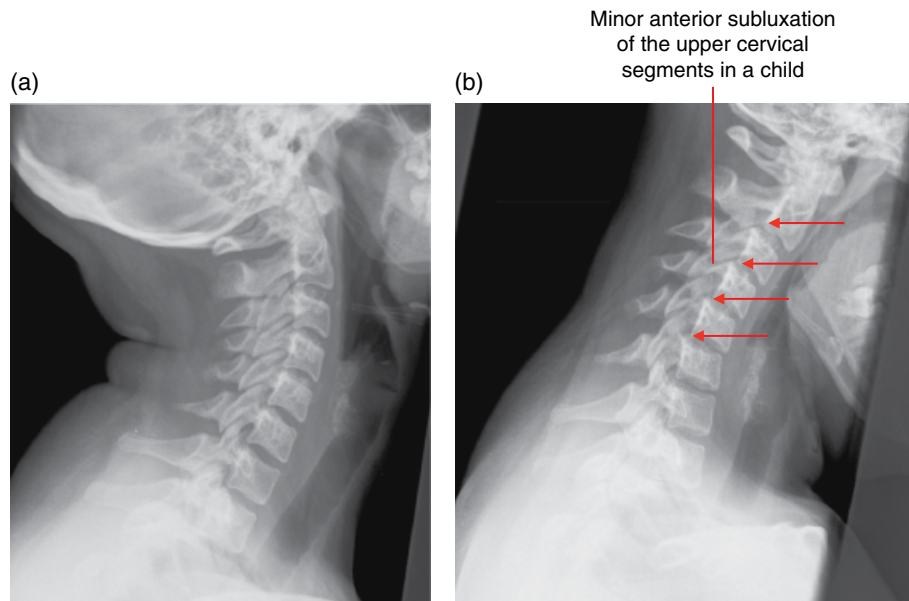 Minor anterior subluxation
of the upper cervical
segments in a child
(a)
(b)